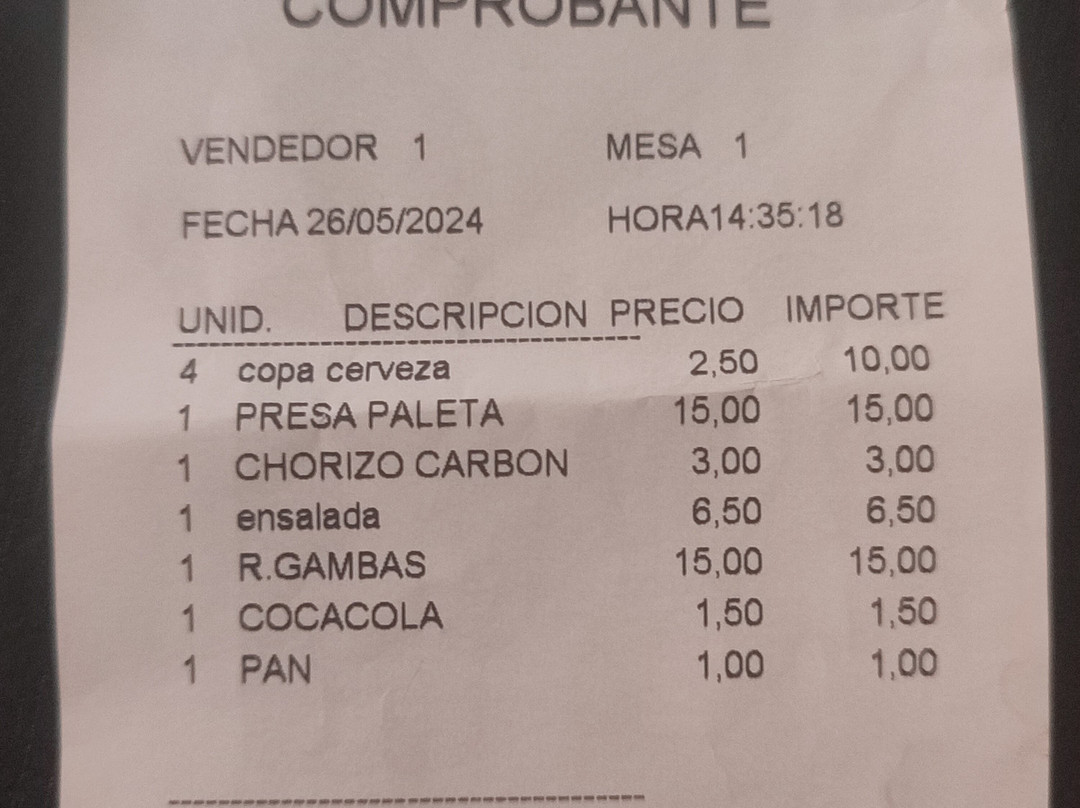 COMPROBANTE
VENDEDOR 1 MESA 1
FECHA 26/05/2024 HORA14:35:18
UNID. DESCRIPCION PRECIO IMPORTE
4 copa cerveza 2,50 10,00
1 PRESA PALETA 15,00 15,00
1 CHORIZO CARBON 3,00 3,00
1 ensalada 6,50 6,50
1 R.GAMBAS 15,00 15,00
1 COCACOLA 1,50 1,50
1 PAN 1,00 1,00